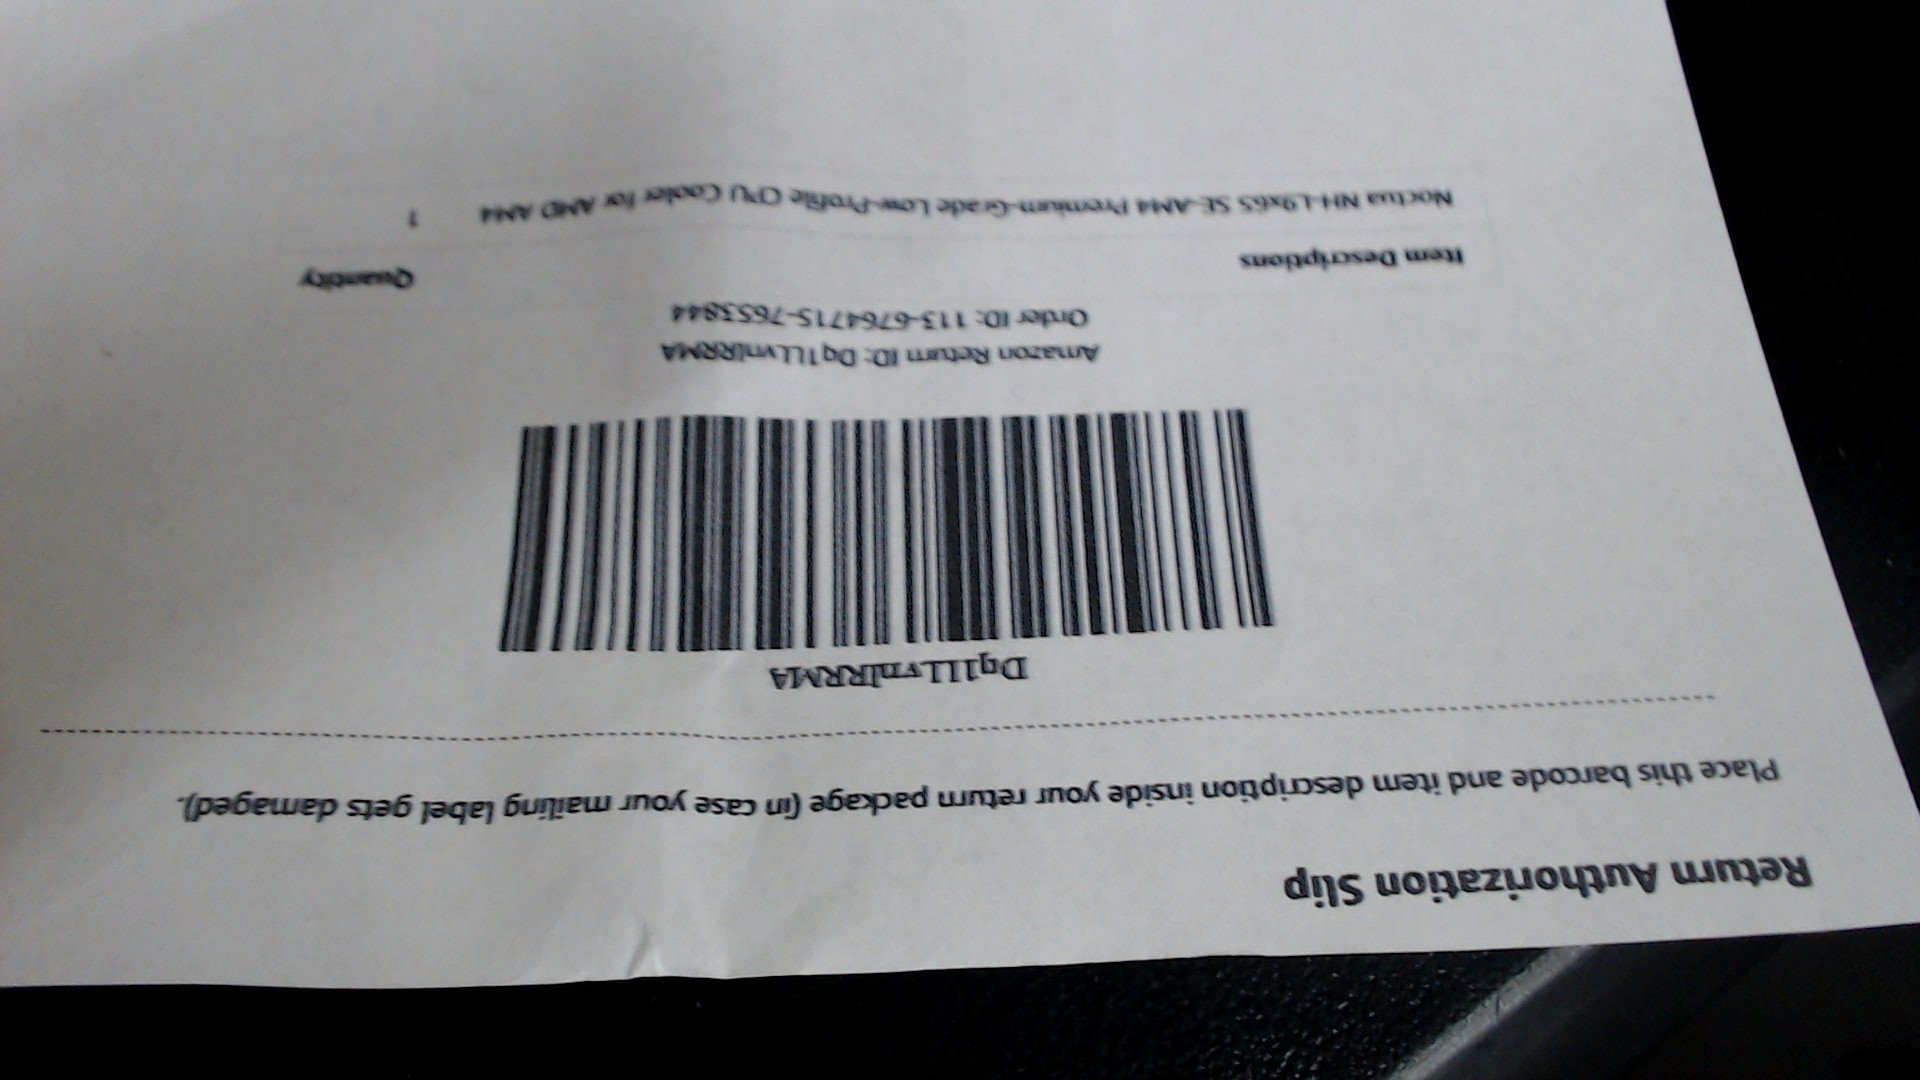 Return Authorization Slip
Place this barcode and item description inside your return package (in case your mailing label gets damaged).
Dq1LLvnlRRMA
Amazon Return ID: Dq1LLvnlRRMA
Order ID: 113-6764715-7653844
Item Descriptions Quantity
Noctua NH-L9x65 SE-AM4 Premium-Grade Low-Profile CPU Cooler for AMD AM4 1